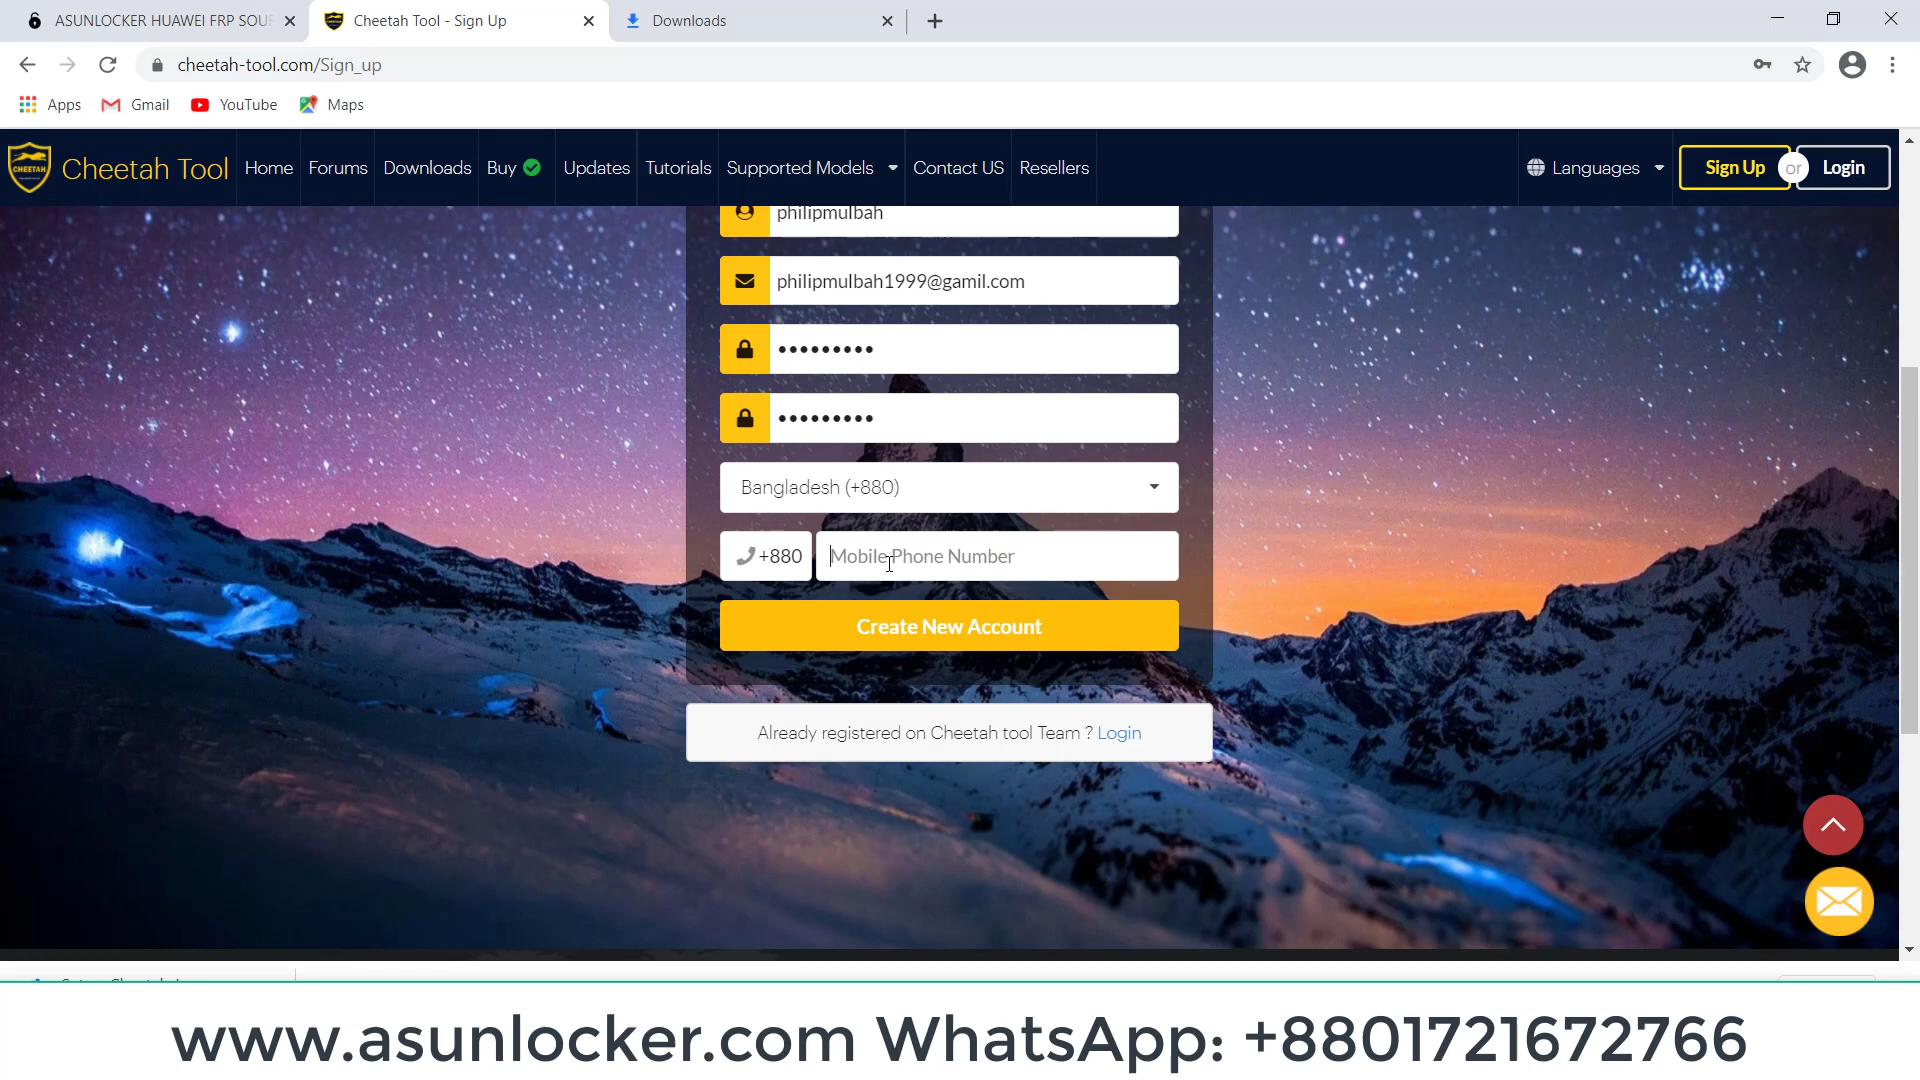 ASUNLOCKER HUAWEI FRP SOUF
Cheetah Tool - Sign Up
Downloads
cheetah-tool.com/Sign_up
Apps
Gmail
YouTube
Maps
CHEETAH
Cheetah Tool
Home
Forums
Downloads
Buy
Updates
Tutorials
Supported Models
Contact US
Resellers
Languages
Sign Up
or
Login
philipmulbah
philipmulbah1999@gamil.com
Bangladesh (+880)
+880
Mobile Phone Number
Create New Account
Already registered on Cheetah tool Team ? Login
www.asunlocker.com WhatsApp: +8801721672766